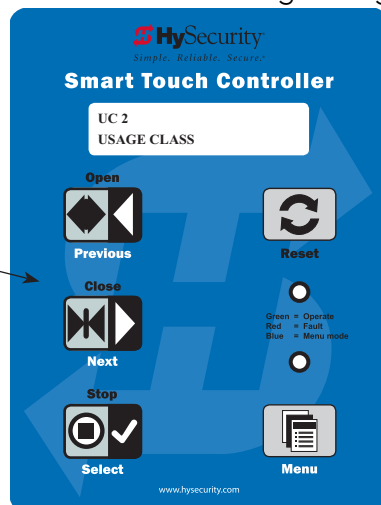 HySecurity
Simple. Reliable. Secure.
Smart Touch Controller
UC 2
USAGE CLASS
Open
Previous
Reset
Close
Next
Green = Operate
Red = Fault
Blue = Menu mode
Stop
Select
Menu
www.hysecurity.com